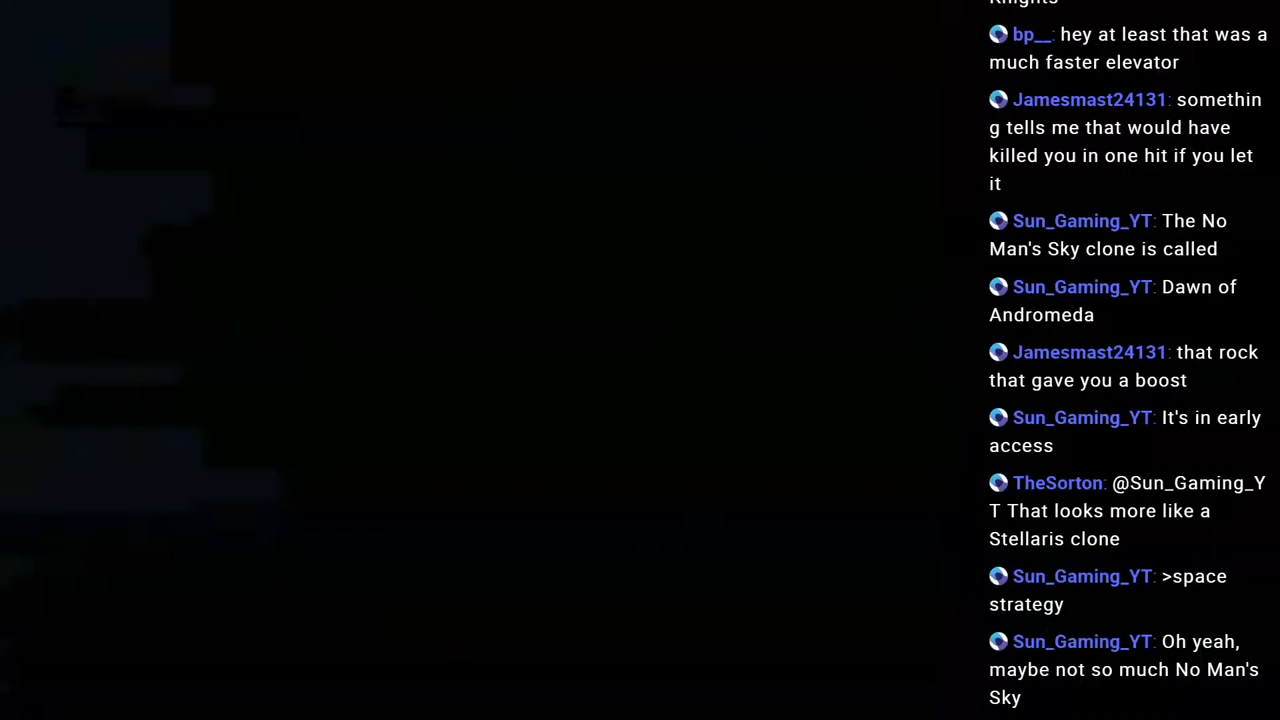 Knights
bp__: hey at least that was a
much faster elevator
Jamesmast24131: somethin
g tells me that would have
killed you in one hit if you let
it
Sun_Gaming_YT: The No
Man's Sky clone is called
Sun_Gaming_YT: Dawn of
Andromeda
Jamesmast24131: that rock
that gave you a boost
Sun_Gaming_YT: It's in early
access
TheSorton: @Sun_Gaming_Y
T That looks more like a
Stellaris clone
Sun_Gaming_YT: >space
strategy
Sun_Gaming_YT: Oh yeah,
maybe not so much No Man's
Sky